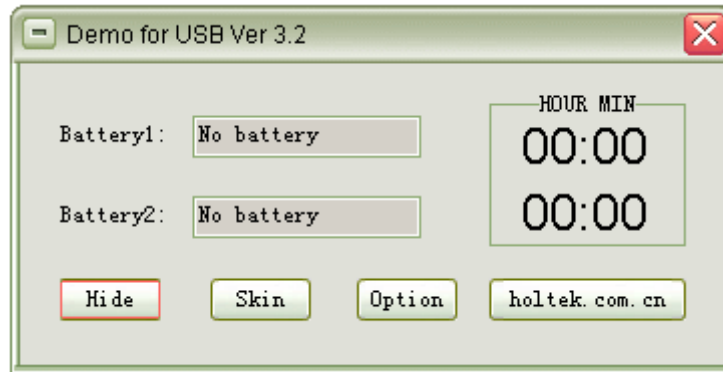 Demo for USB Ver 3.2
HOUR MIN
Battery1: No battery 00:00
Battery2: No battery 00:00
Hide Skin Option holtek.com.cn